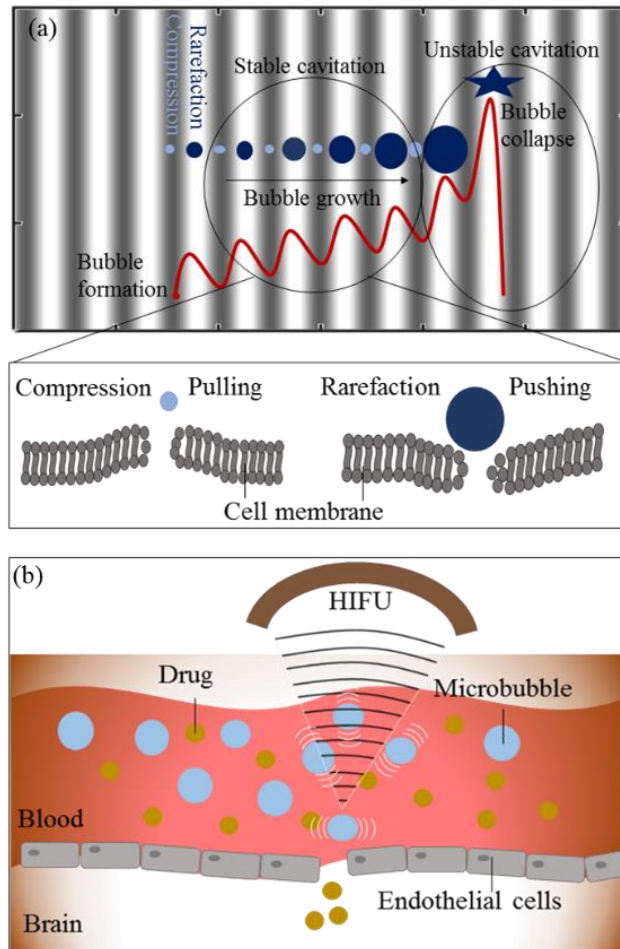 (a)
Compression
Rarefaction
Stable cavitation
Unstable cavitation
Bubble
collapse
Bubble growth
Bubble
formation
Compression
Pulling
Rarefaction
Pushing
Cell membrane
(b)
HIFU
Drug
Microbubble
Blood
Endothelial cells
Brain